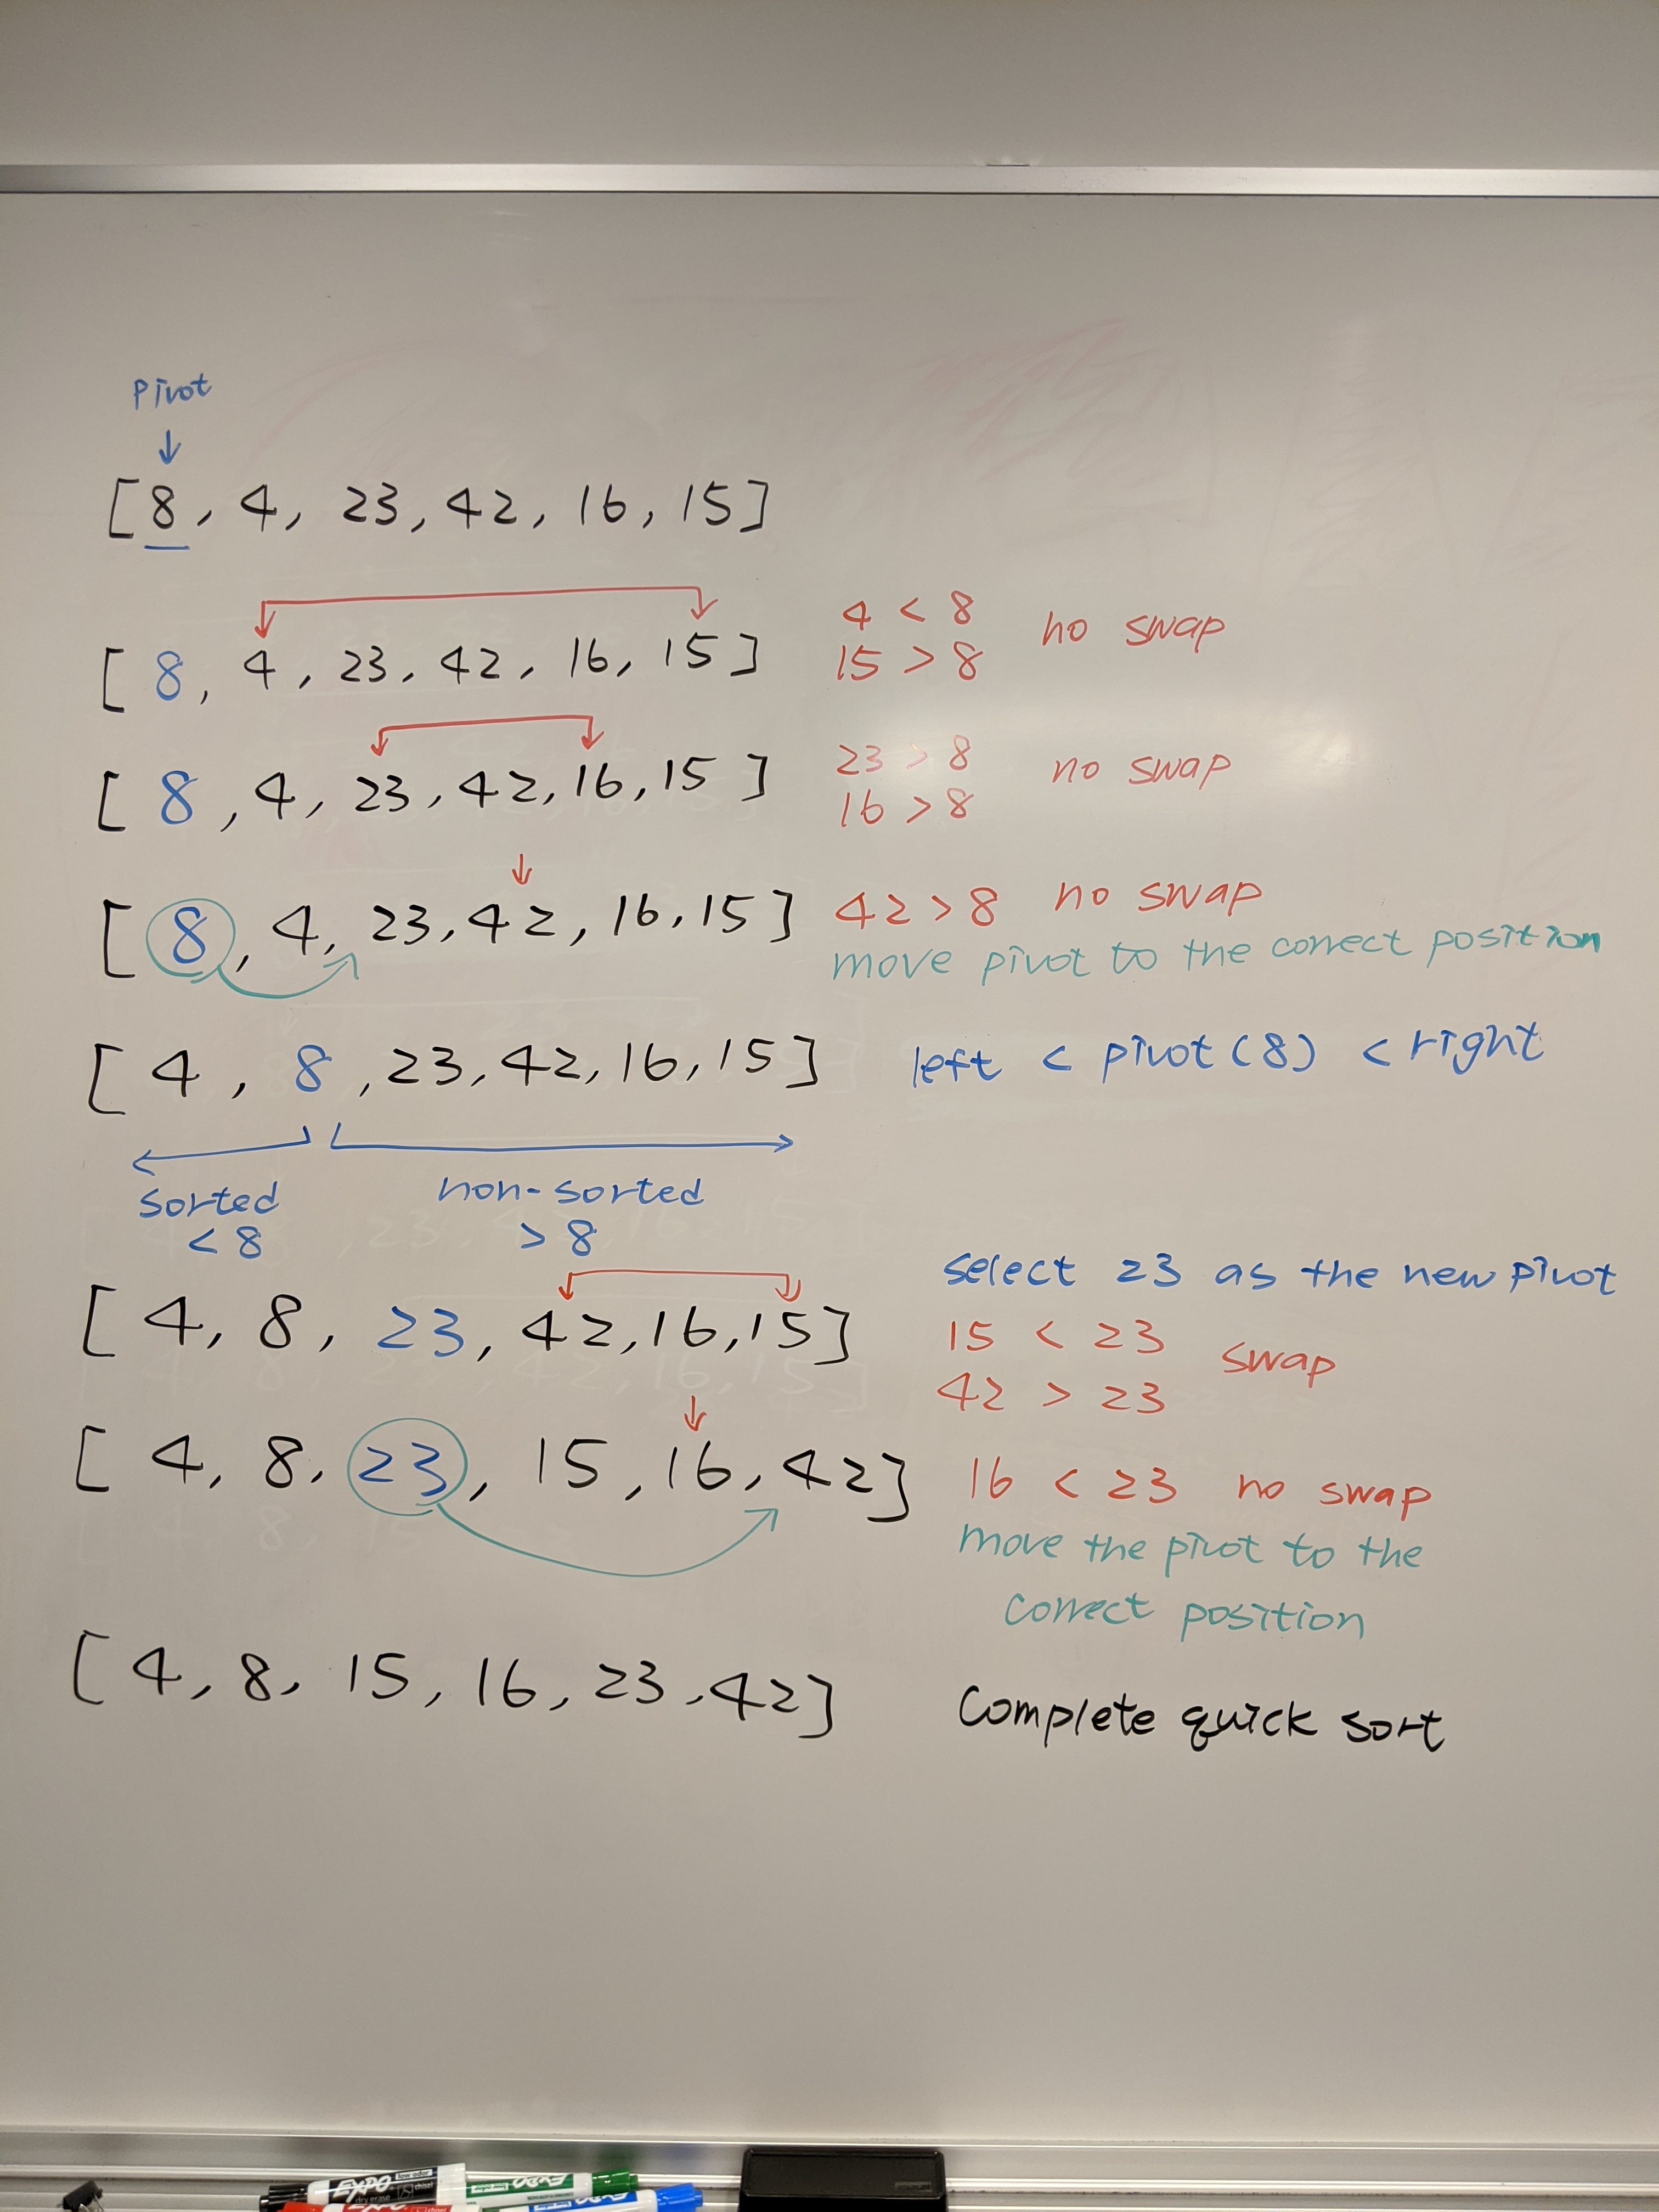 Pivot
[8, 4, 23, 42, 16, 15]
[8, 4, 23, 42, 16, 15]
4 < 8
15 > 8
no swap
[8, 4, 23, 42, 16, 15]
23 > 8
16 > 8
no swap
[8, 4, 23, 42, 16, 15]
42 > 8 no swap
move pivot to the correct position
[4, 8, 23, 42, 16, 15]
left < pivot(8) < right
sorted
< 8
non-sorted
> 8
select 23 as the new pivot
[4, 8, 23, 42, 16, 15]
15 < 23
42 > 23
swap
[4, 8, 23, 15, 16, 42]
16 < 23 no swap
move the pivot to the
correct position
[4, 8, 15, 16, 23, 42]
Complete quick sort
EXPO
low odor
dry erase
chisel
EXPO